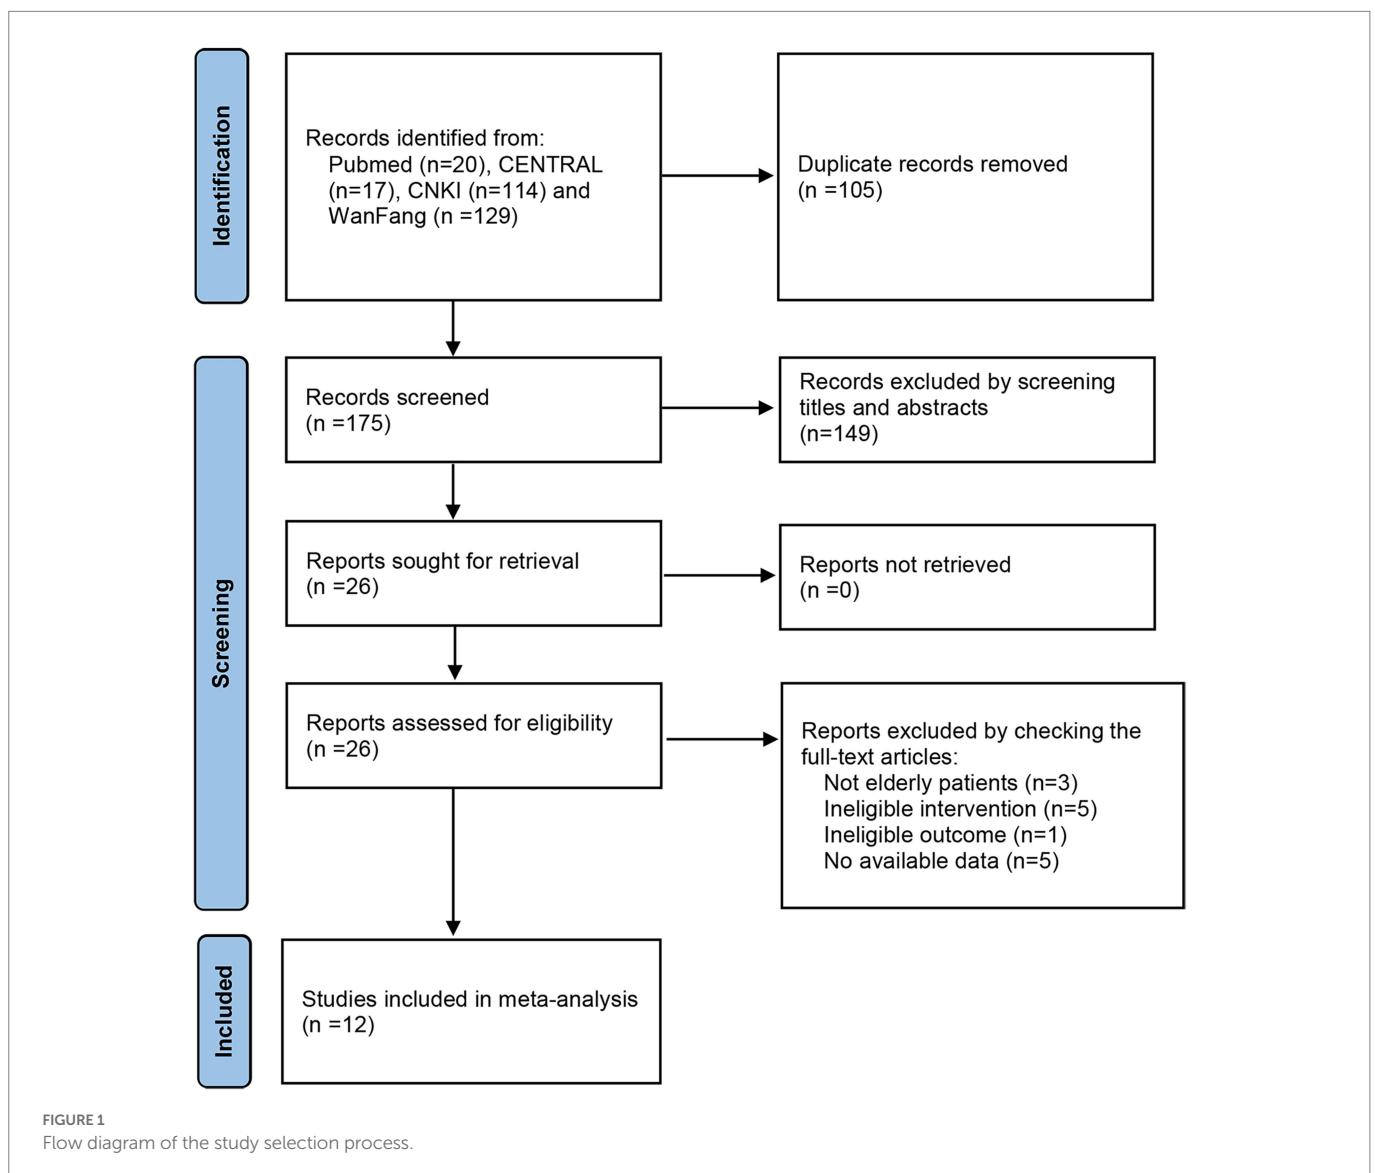 Identification
Records identified from:
Pubmed (n=20), CENTRAL
(n=17), CNKI (n=114) and
WanFang (n =129)
Duplicate records removed
(n =105)
Screening
Records screened
(n =175)
Records excluded by screening
titles and abstracts
(n=149)
Reports sought for retrieval
(n =26)
Reports not retrieved
(n =0)
Reports assessed for eligibility
(n =26)
Reports excluded by checking the
full-text articles:
Not elderly patients (n=3)
Ineligible intervention (n=5)
Ineligible outcome (n=1)
No available data (n=5)
Included
Studies included in meta-analysis
(n =12)
FIGURE 1
Flow diagram of the study selection process.